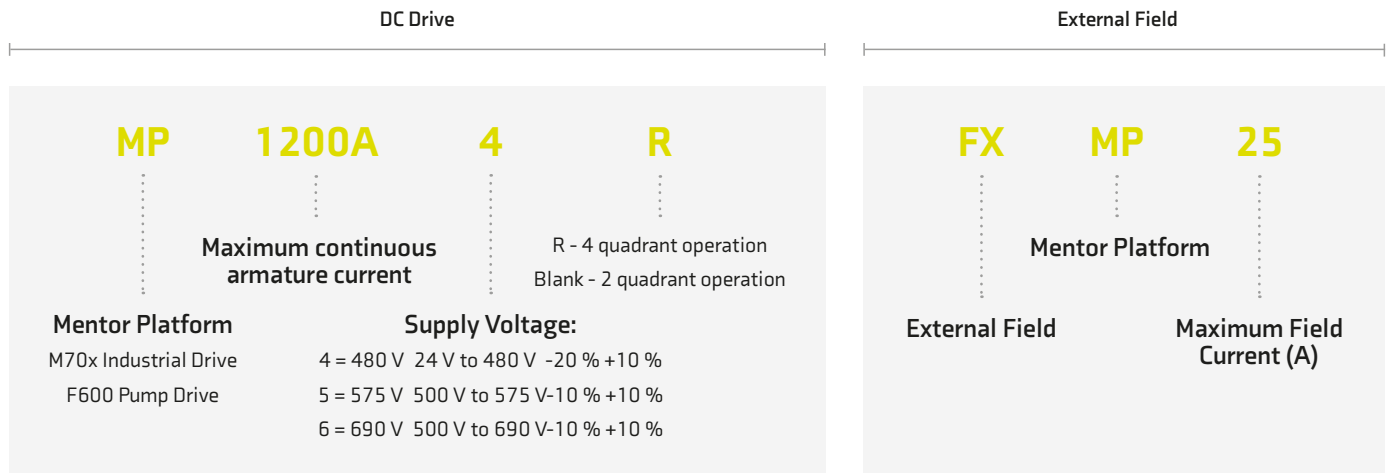 DC Drive
External Field
MP 1200A 4 R
Maximum continuous
armature current
R - 4 quadrant operation
Blank - 2 quadrant operation
Mentor Platform
M70x Industrial Drive
F600 Pump Drive
Supply Voltage:
4 = 480 V 24 V to 480 V -20 % +10 %
5 = 575 V 500 V to 575 V-10 % +10 %
6 = 690 V 500 V to 690 V-10 % +10 %
FX MP 25
Mentor Platform
External Field
Maximum Field
Current (A)